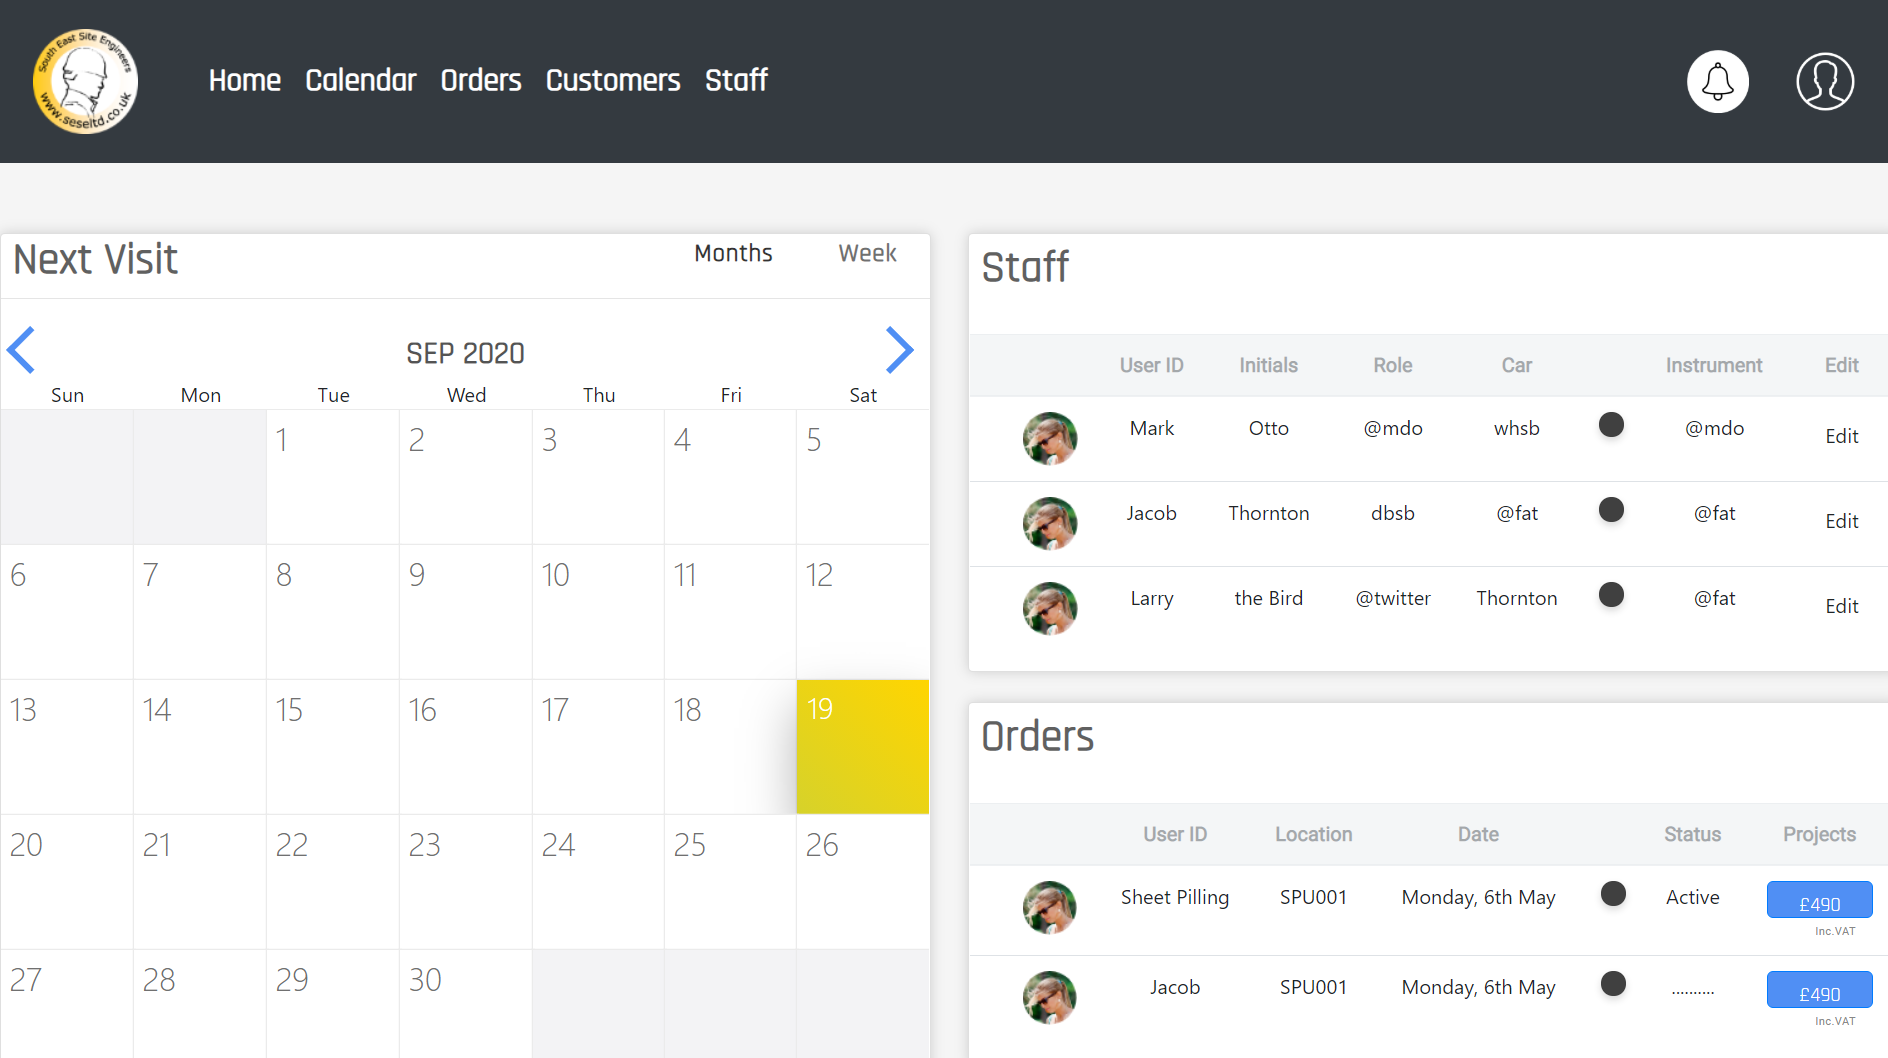 South East Site Engineers
www.seseltd.co.uk
Home Calendar Orders Customers Staff
Next Visit
Months Week
SEP 2020
Sun Mon Tue Wed Thu Fri Sat
1 2 3 4 5
6 7 8 9 10 11 12
13 14 15 16 17 18 19
20 21 22 23 24 25 26
27 28 29 30
Staff
User ID Initials Role Car Instrument Edit
Mark Otto @mdo whsb @mdo Edit
Jacob Thornton dbsb @fat @fat Edit
Larry the Bird @twitter Thornton @fat Edit
Orders
User ID Location Date Status Projects
Sheet Pilling SPU001 Monday, 6th May Active £490
Inc.VAT
Jacob SPU001 Monday, 6th May .......... £490
Inc.VAT